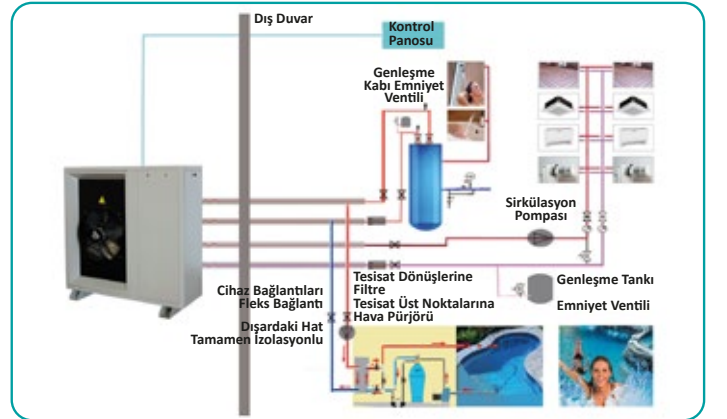 Dış Duvar
Kontrol
Panosu
Genleşme
Kabı Emniyet
Ventili
Sirkülasyon
Pompası
Cihaz Bağlantıları
Fleks Bağlantı
Dışardaki Hat
Tamamen İzolasyonlu
Tesisat Dönüşlerine
Filtre
Tesisat Üst Noktalarına
Hava Pürjörü
Genleşme Tankı
Emniyet Ventili